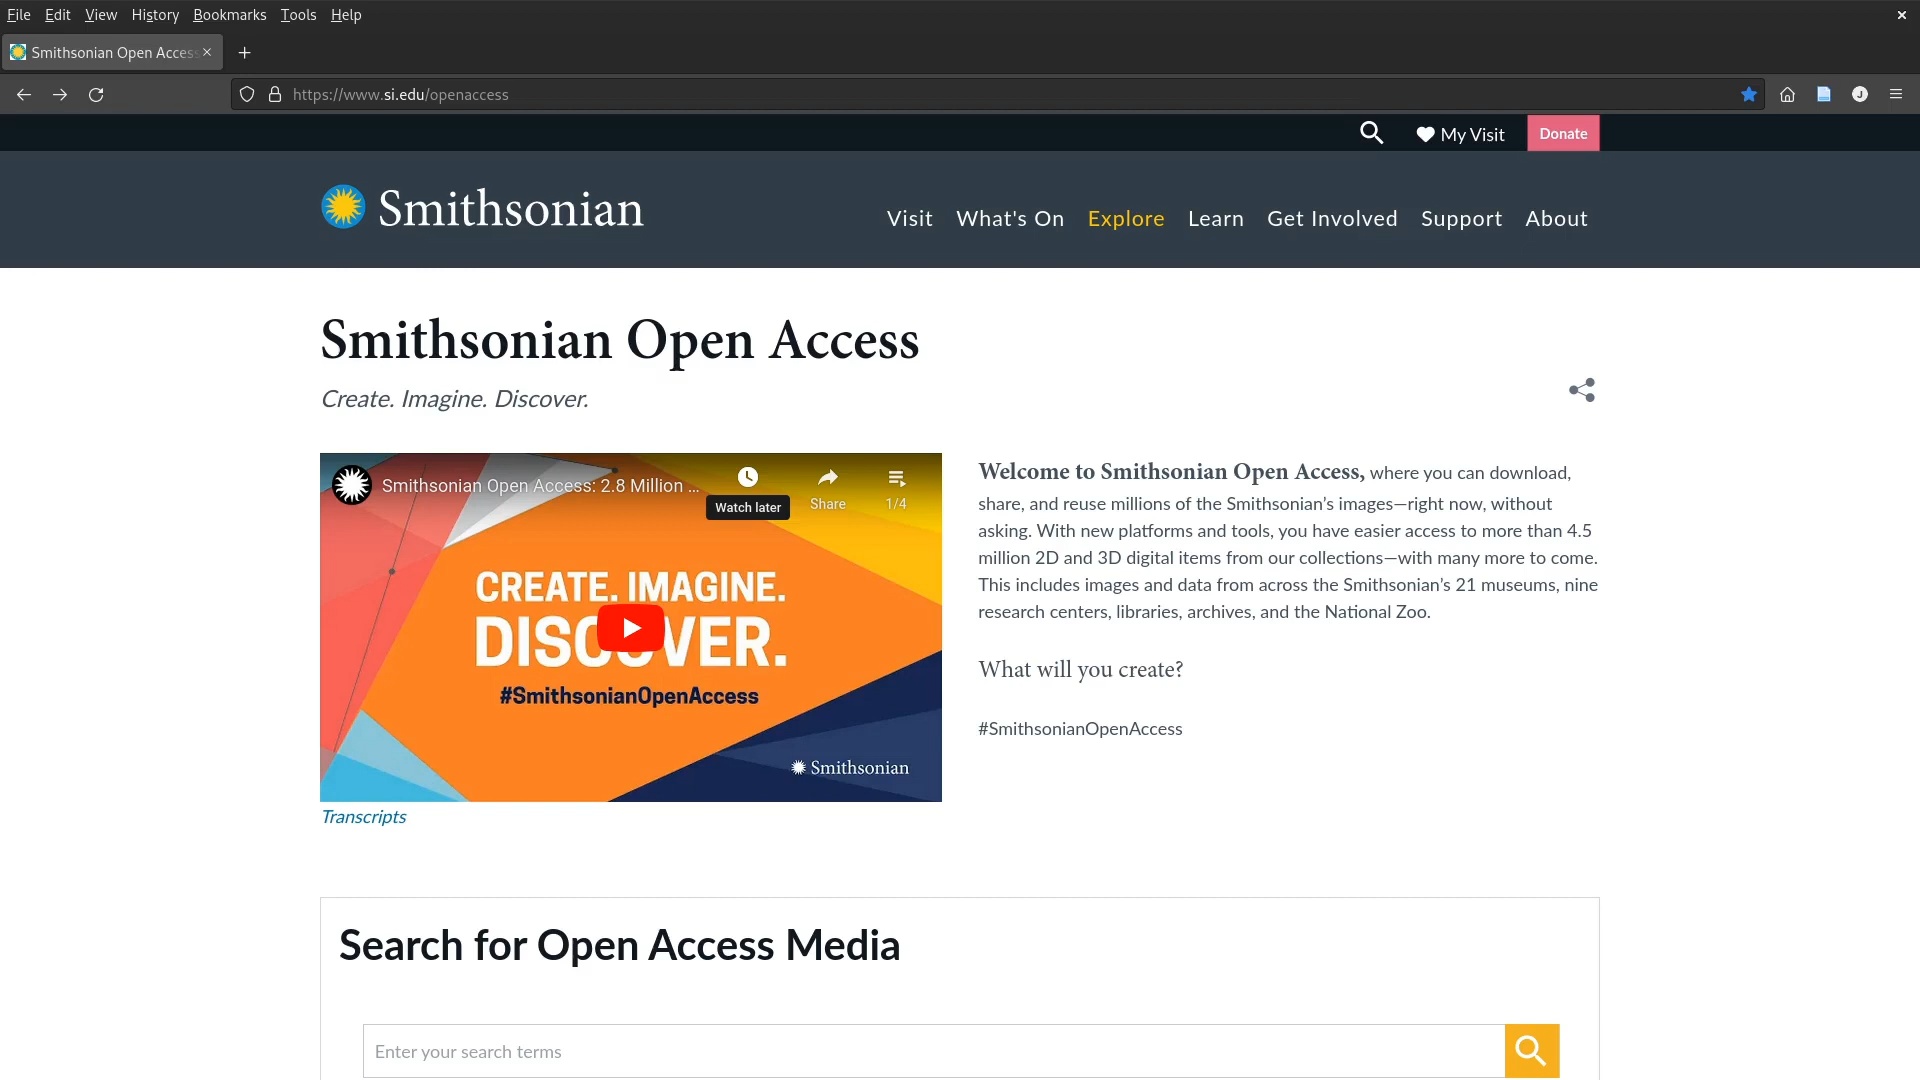 File Edit View History Bookmarks Tools Help
Smithsonian Open Acces
https://www.si.edu/openaccess
J
My Visit
Donate
Smithsonian
Visit What's On Explore Learn Get Involved Support About
Smithsonian Open Access
Create. Imagine. Discover.
Smithsonian Open Access: 2.8 Million ...
Watch later
Share
1/4
CREATE. IMAGINE.
DISCOVER.
#SmithsonianOpenAccess
Smithsonian
Transcripts
Welcome to Smithsonian Open Access, where you can download,
share, and reuse millions of the Smithsonian’s images—right now, without
asking. With new platforms and tools, you have easier access to more than 4.5
million 2D and 3D digital items from our collections—with many more to come.
This includes images and data from across the Smithsonian’s 21 museums, nine
research centers, libraries, archives, and the National Zoo.
What will you create?
#SmithsonianOpenAccess
Search for Open Access Media
Enter your search terms